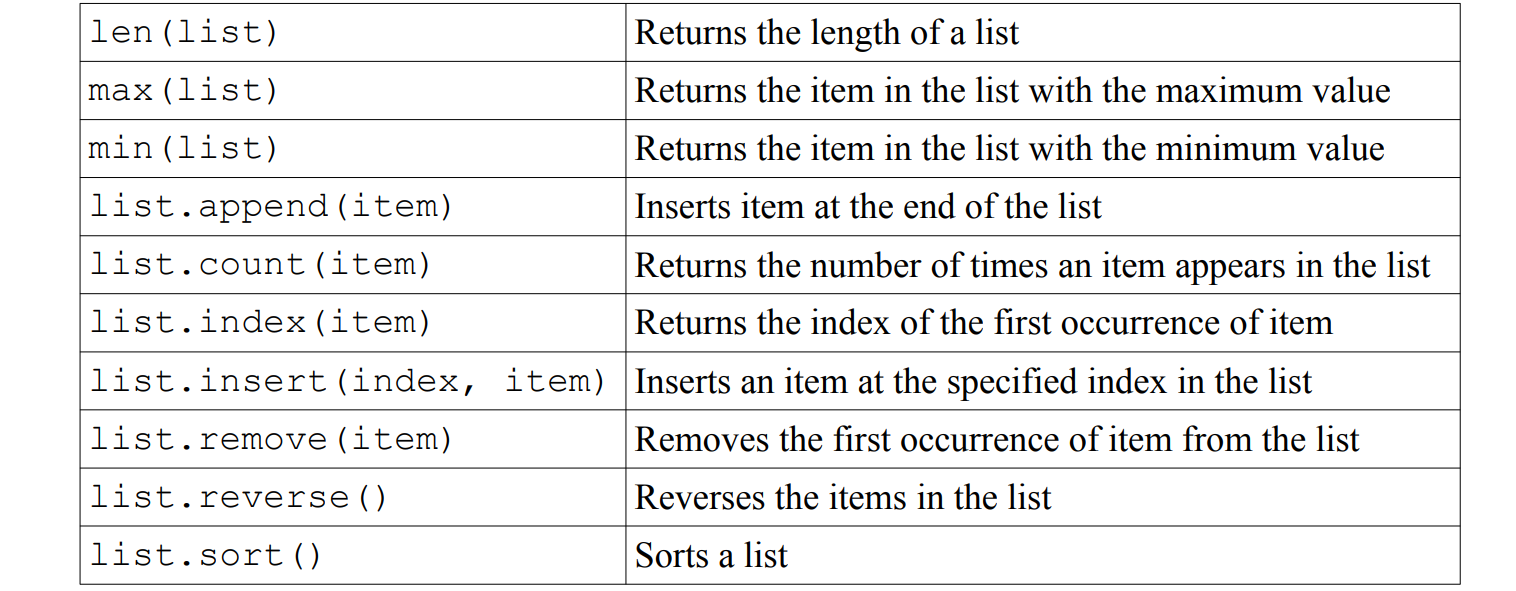 len(list) Returns the length of a list
max(list) Returns the item in the list with the maximum value
min(list) Returns the item in the list with the minimum value
list.append(item) Inserts item at the end of the list
list.count(item) Returns the number of times an item appears in the list
list.index(item) Returns the index of the first occurrence of item
list.insert(index, item) Inserts an item at the specified index in the list
list.remove(item) Removes the first occurrence of item from the list
list.reverse() Reverses the items in the list
list.sort() Sorts a list